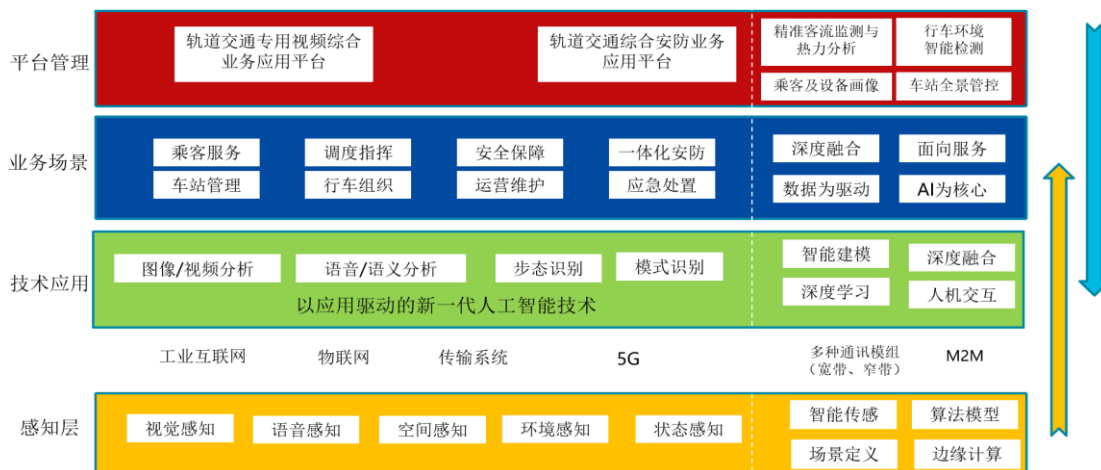 平台管理
轨道交通专用视频综合
业务应用平台
轨道交通综合安防业务
应用平台
精准客流监测与
热力分析
行车环境
智能检测
乘客及设备画像
车站全景管控
业务场景
乘客服务
调度指挥
安全保障
一体化安防
深度融合
面向服务
车站管理
行车组织
运营维护
应急处置
数据为驱动
AI为核心
技术应用
图像/视频分析
语音/语义分析
步态识别
模式识别
智能建模
深度融合
深度学习
人机交互
以应用驱动的新一代人工智能技术
工业互联网
物联网
传输系统
5G
多种通讯模组
（宽带、窄带）
M2M
感知层
视觉感知
语音感知
空间感知
环境感知
状态感知
智能传感
算法模型
场景定义
边缘计算